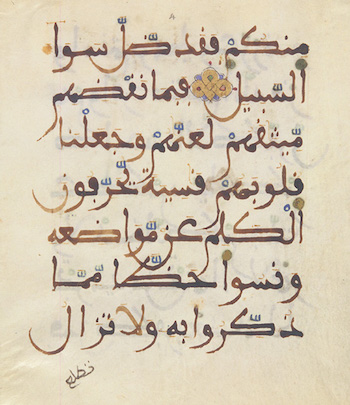 منكم فقد ضل سوا
السبيل فبما نقضهم
ميثقهم لعنهم وجعلنا
قلوبهم قسية يحرفون
الكلم عن مواضعه
ونسوا حظا مما
ذكروا به ولا تزال
تطلع